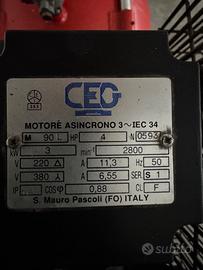 CEG
MOTORE ASINCRONO 3~IEC 34
M 90 L HP 4 N 0593
kW 3 min⁻¹ 2800
220 △ A 11,3 Hz 50
V 380 Y A 6,55 SER S 1
IP cosφ 0,88 CL F
S. Mauro Pascoli (FO) ITALY
subito